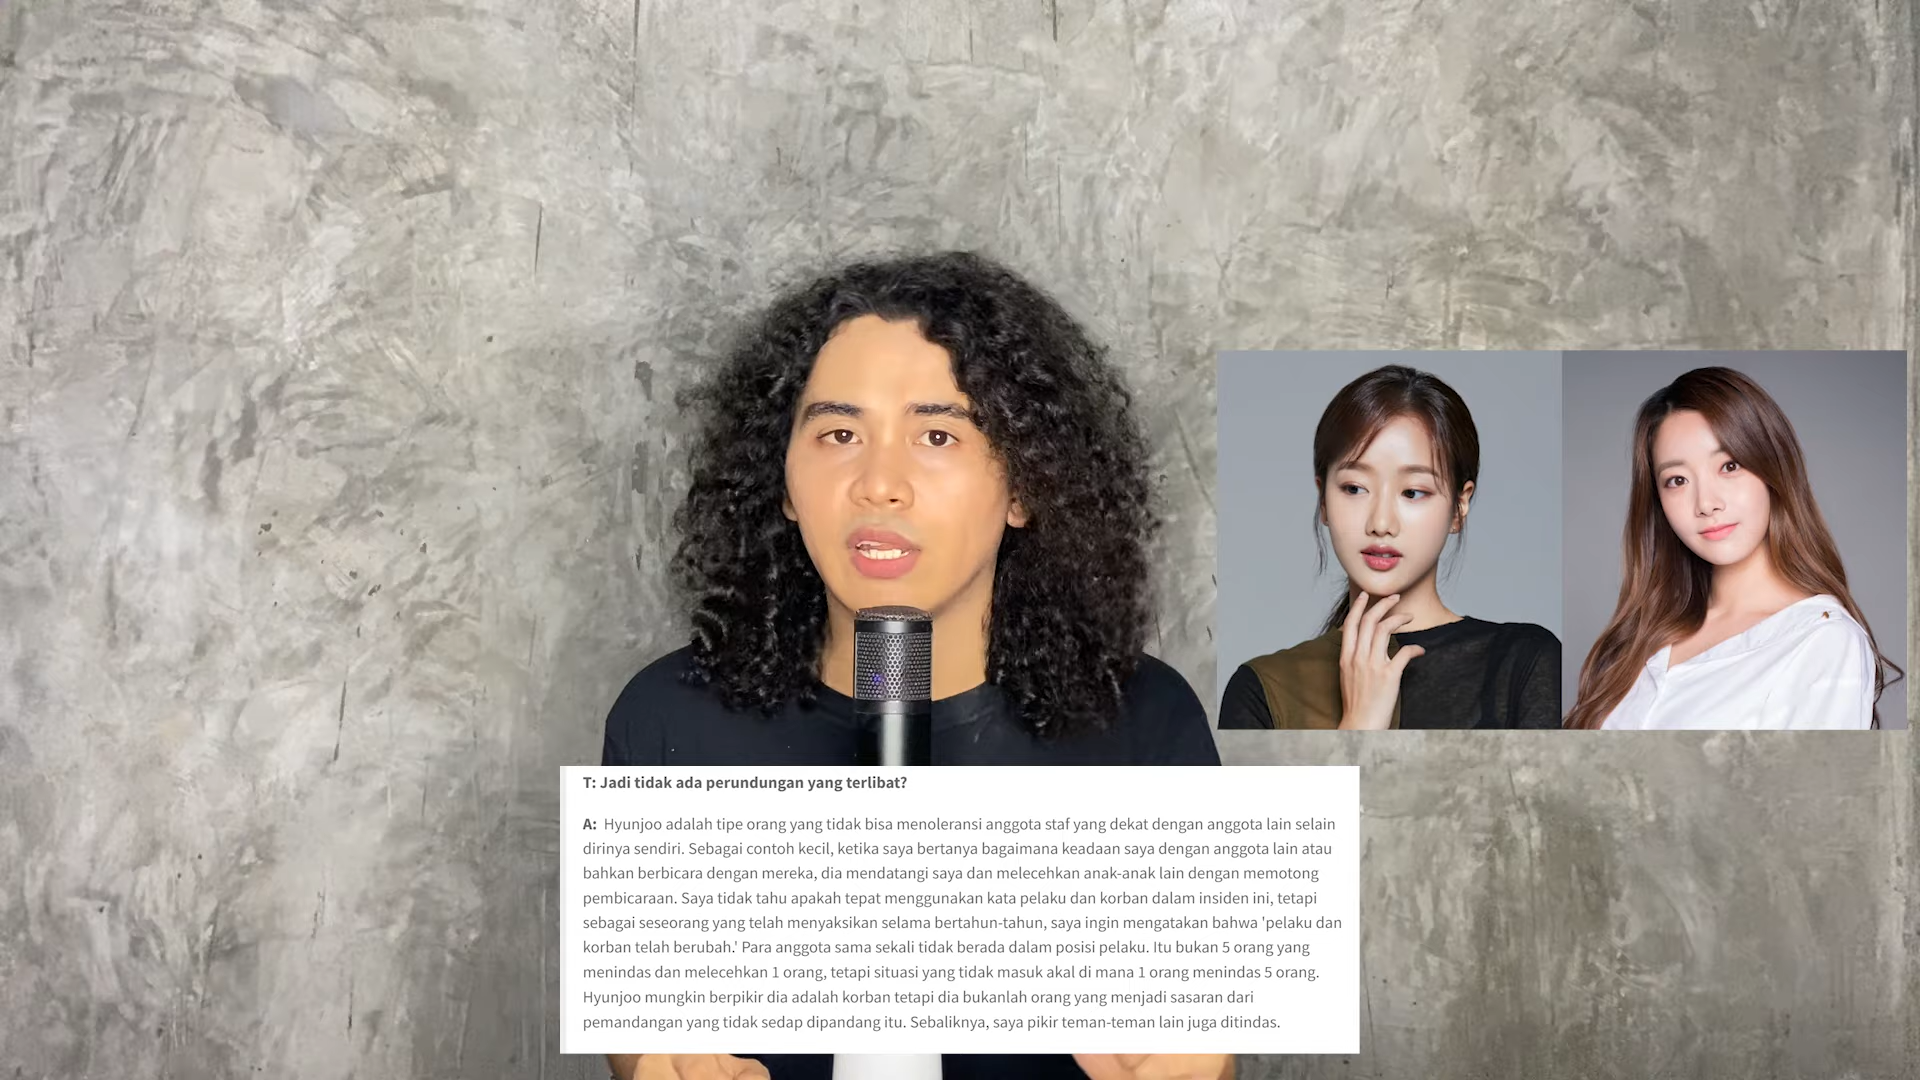 T: Jadi tidak ada perundungan yang terlibat?
A: Hyunjoo adalah tipe orang yang tidak bisa menoleransi anggota staf yang dekat dengan anggota lain selain
dirinya sendiri. Sebagai contoh kecil, ketika saya bertanya bagaimana keadaan saya dengan anggota lain atau
bahkan berbicara dengan mereka, dia mendatangi saya dan melecehkan anak-anak lain dengan memotong
pembicaraan. Saya tidak tahu apakah tepat menggunakan kata pelaku dan korban dalam insiden ini, tetapi
sebagai seseorang yang telah menyaksikan selama bertahun-tahun, saya ingin mengatakan bahwa 'pelaku dan
korban telah berubah.' Para anggota sama sekali tidak berada dalam posisi pelaku. Itu bukan 5 orang yang
menindas dan melecehkan 1 orang, tetapi situasi yang tidak masuk akal di mana 1 orang menindas 5 orang.
Hyunjoo mungkin berpikir dia adalah korban tetapi dia bukanlah orang yang menjadi sasaran dari
pemandangan yang tidak sedap dipandang itu. Sebaliknya, saya pikir teman-teman lain juga ditindas.